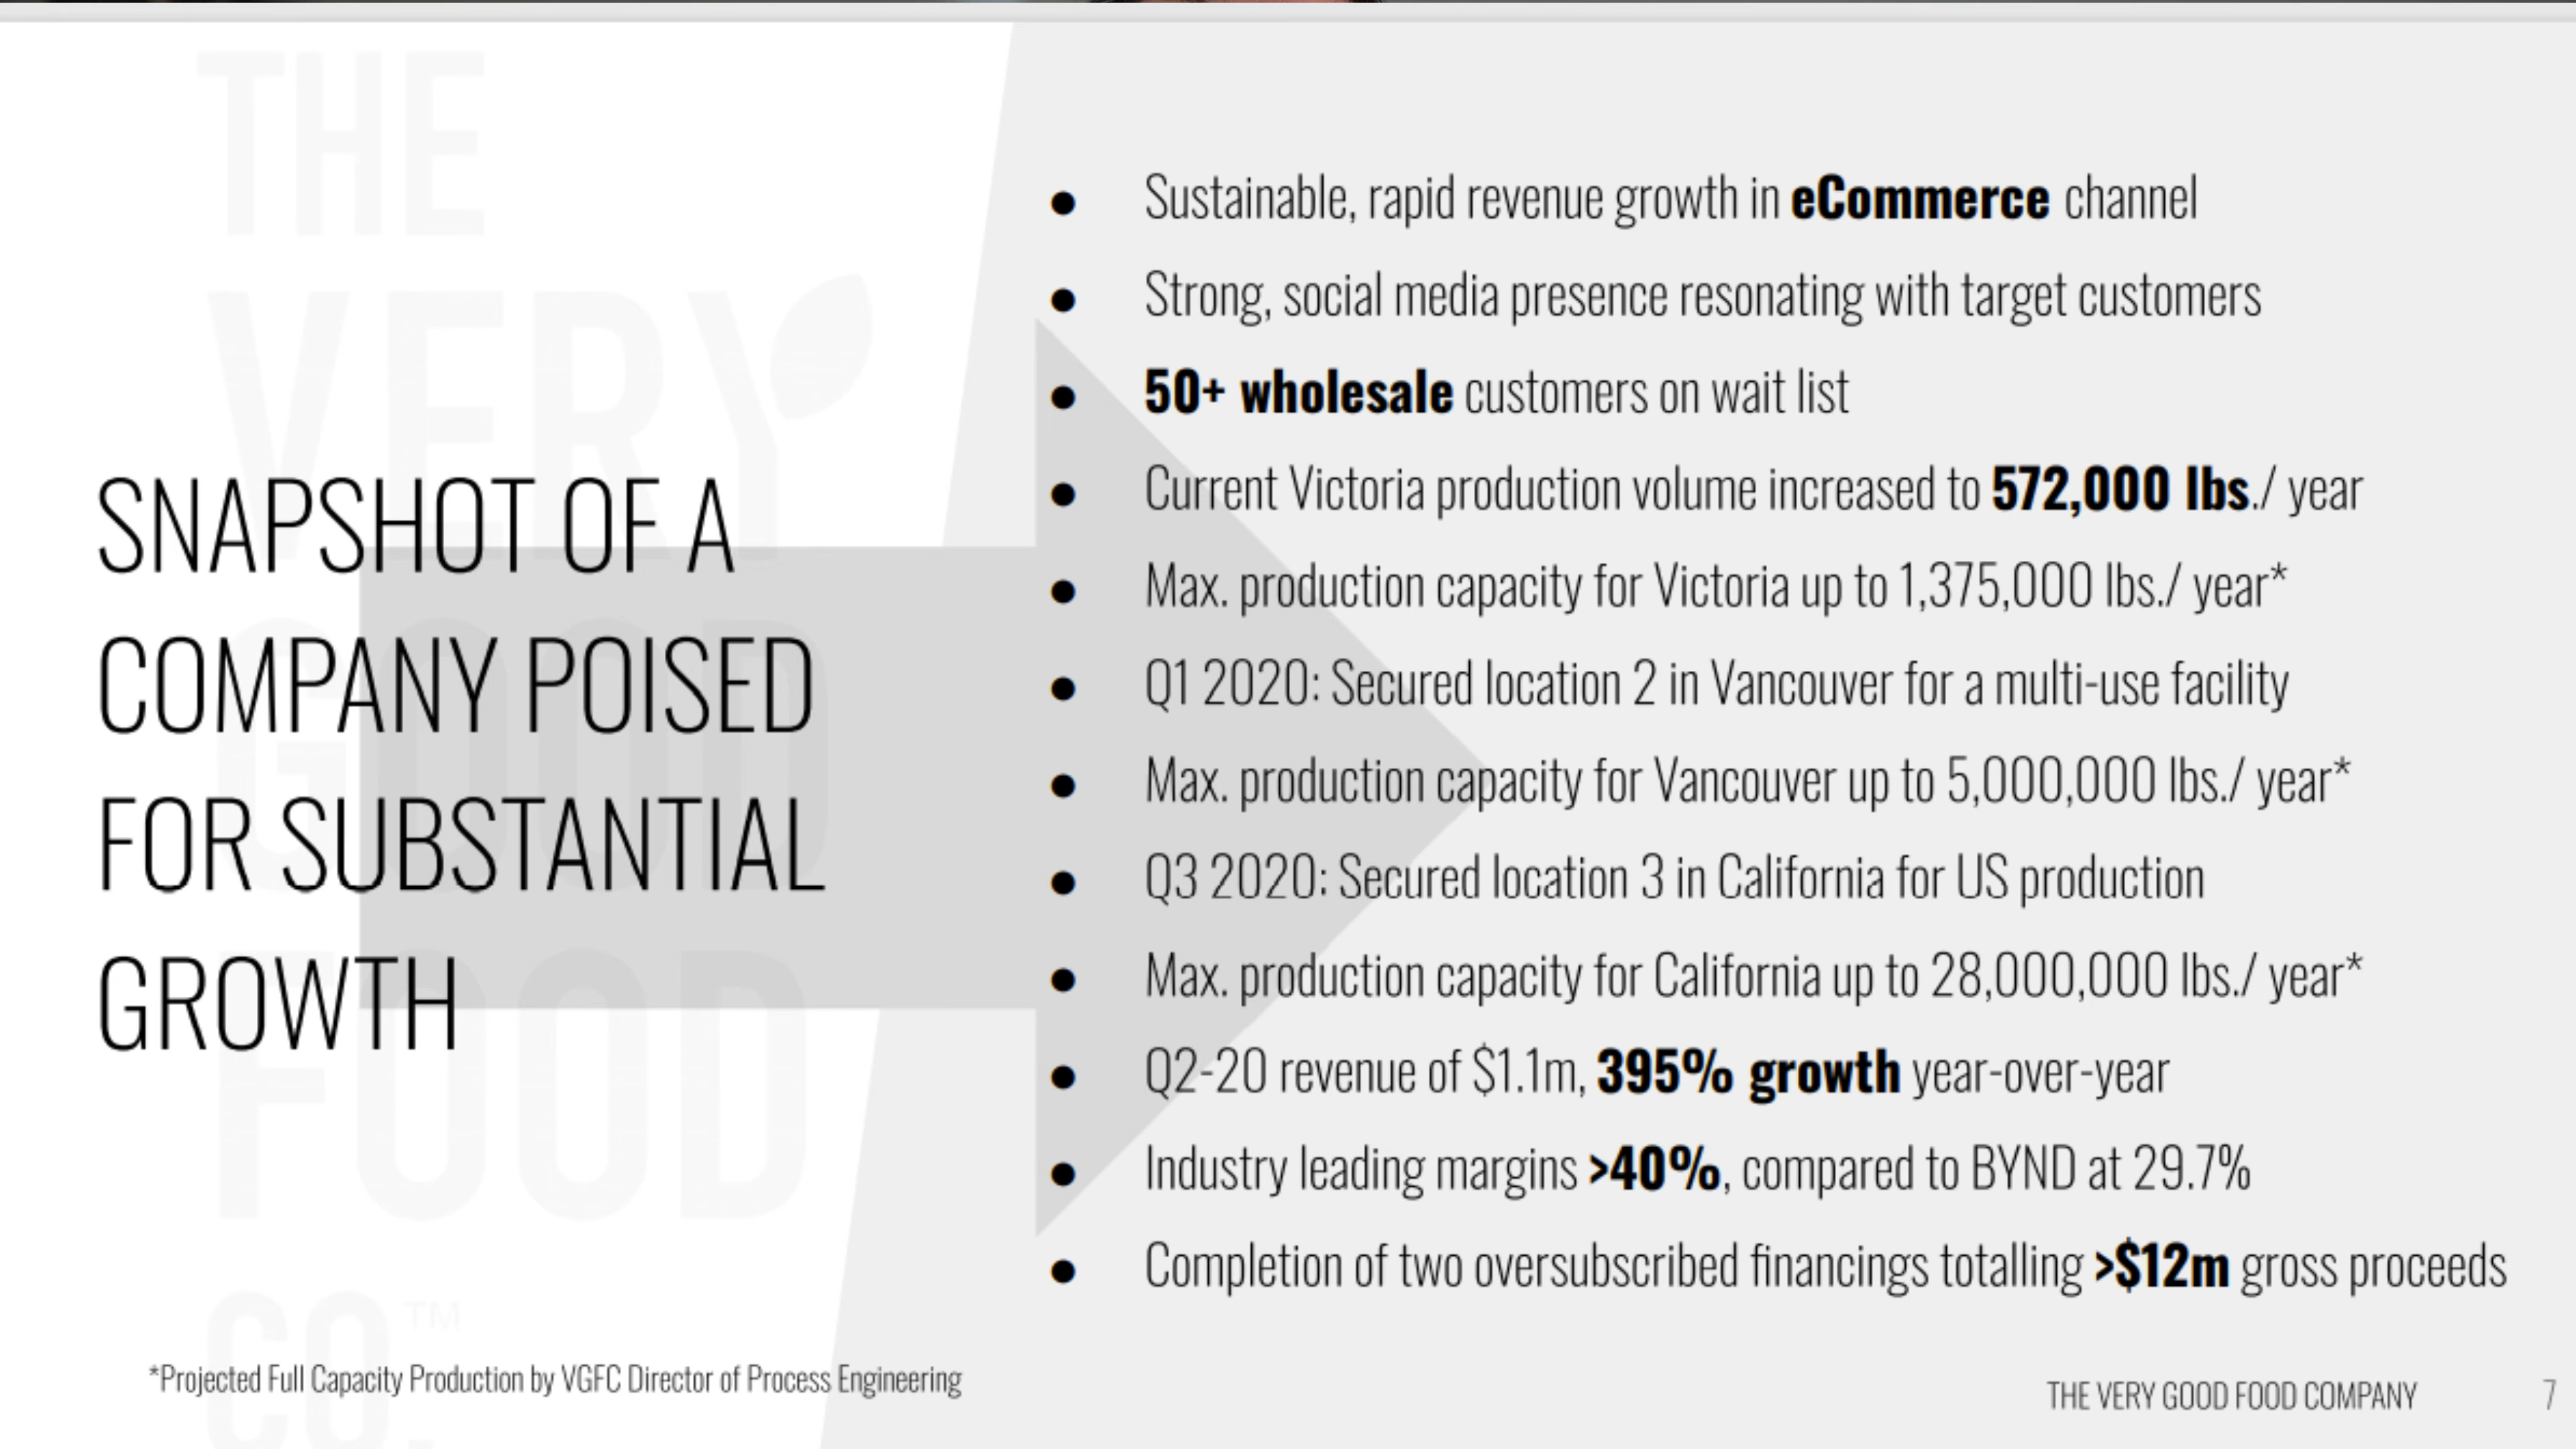 THE
VERY
GOOD
FOOD
CO.™
SNAPSHOT OF A
COMPANY POISED
FOR SUBSTANTIAL
GROWTH
● Sustainable, rapid revenue growth in eCommerce channel
● Strong, social media presence resonating with target customers
● 50+ wholesale customers on wait list
● Current Victoria production volume increased to 572,000 lbs./ year
● Max. production capacity for Victoria up to 1,375,000 lbs./ year*
● Q1 2020: Secured location 2 in Vancouver for a multi-use facility
● Max. production capacity for Vancouver up to 5,000,000 lbs./ year*
● Q3 2020: Secured location 3 in California for US production
● Max. production capacity for California up to 28,000,000 lbs./ year*
● Q2-20 revenue of $1.1m, 395% growth year-over-year
● Industry leading margins >40%, compared to BYND at 29.7%
● Completion of two oversubscribed financings totalling >$12m gross proceeds
*Projected Full Capacity Production by VGFC Director of Process Engineering
THE VERY GOOD FOOD COMPANY 7